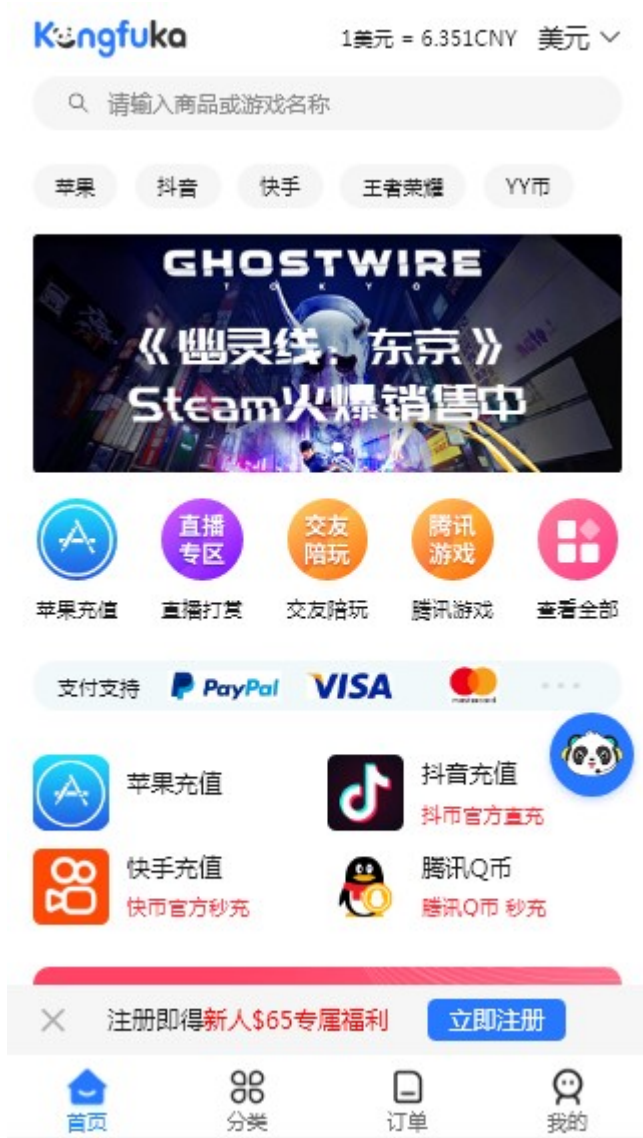 Kongfuka
1美元 = 6.351CNY 美元
请输入商品或游戏名称
苹果 抖音 快手 王者荣耀 YY币
GHOSTWIRE
TOKYO
《幽灵线：东京》
Steam火爆销售中
直播专区 交友陪玩 腾讯游戏
苹果充值 直播打赏 交友陪玩 腾讯游戏 查看全部
支付支持 PayPal VISA mastercard
苹果充值
抖音充值
抖币官方直充
快手充值
快币官方秒充
腾讯Q币
腾讯Q币 秒充
注册即得新人$65专属福利 立即注册
首页 分类 订单 我的